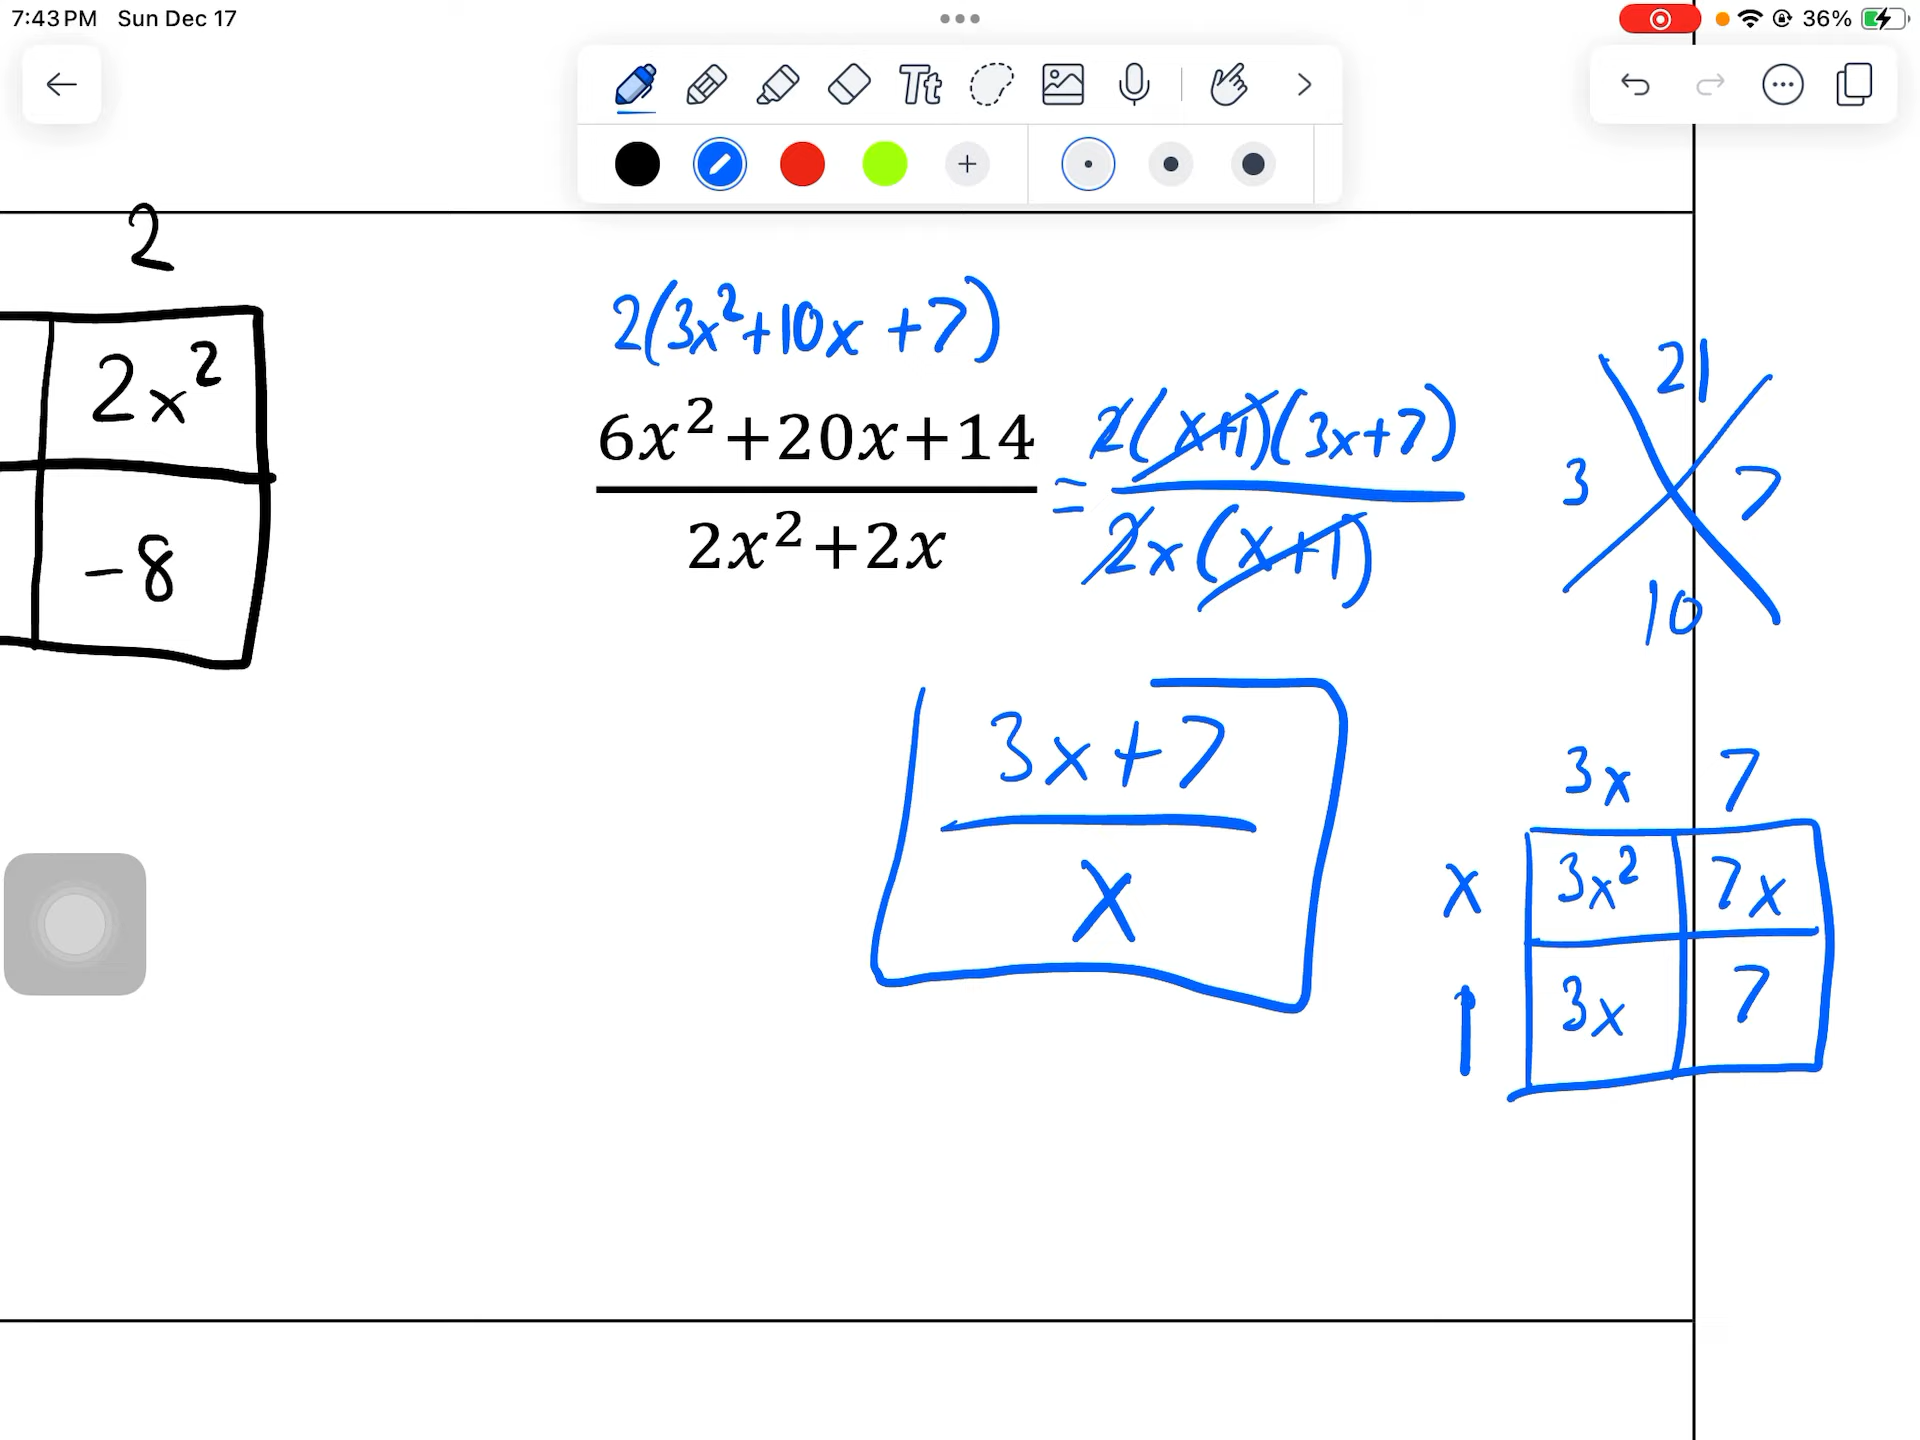 7:43 PM Sun Dec 17
36%
Tt
2
2x²
-8
2(3x²+10x+7)
6x²+20x+14
2x²+2x
= 2(x+1)(3x+7)
2x(x+1)
3x+7
x
21
3 7
10
3x 7
x 3x² 7x
1 3x 7